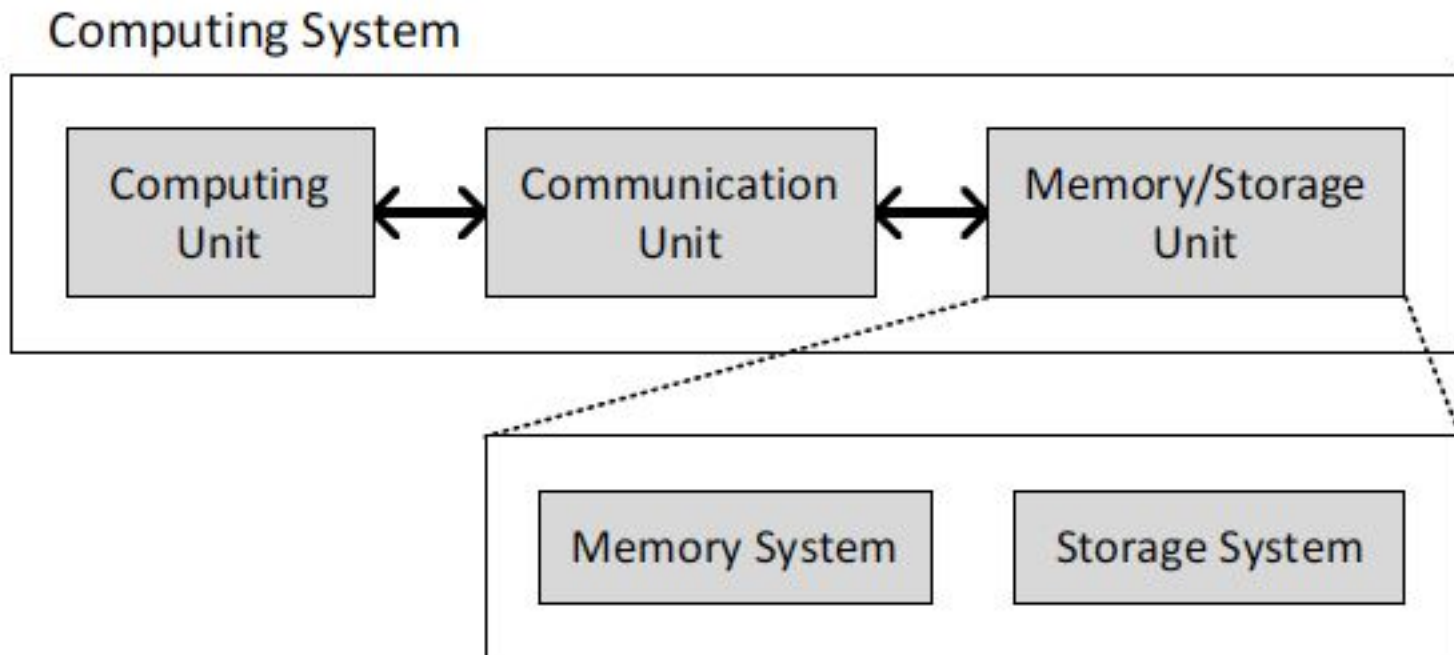 Computing System
Computing
Unit
Communication
Unit
Memory/Storage
Unit
Memory System
Storage System